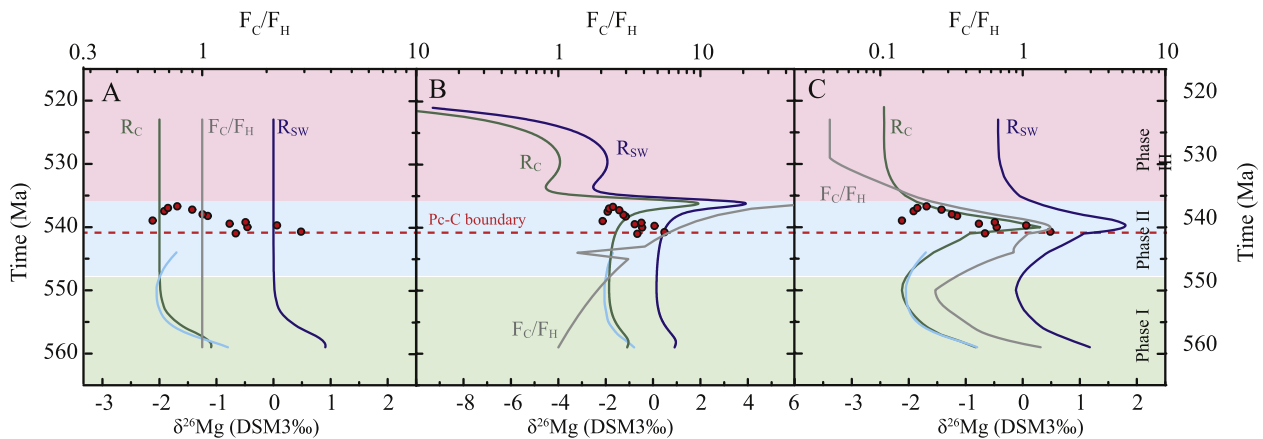 F_C/F_H F_C/F_H F_C/F_H
0.3 1 10 1 10 0.1 1 10
A B C
Time (Ma)
520
530
540
550
560
R_C F_C/F_H R_SW
R_C R_SW
F_C/F_H
Pc-C boundary
R_C R_SW
F_C/F_H
Phase III
Phase II
Phase I
520
530
540
550
560
Time (Ma)
-3 -2 -1 0 1 -8 -6 -4 -2 0 2 4 6 -3 -2 -1 0 1 2
δ²⁶Mg (DSM3‰) δ²⁶Mg (DSM3‰) δ²⁶Mg (DSM3‰)